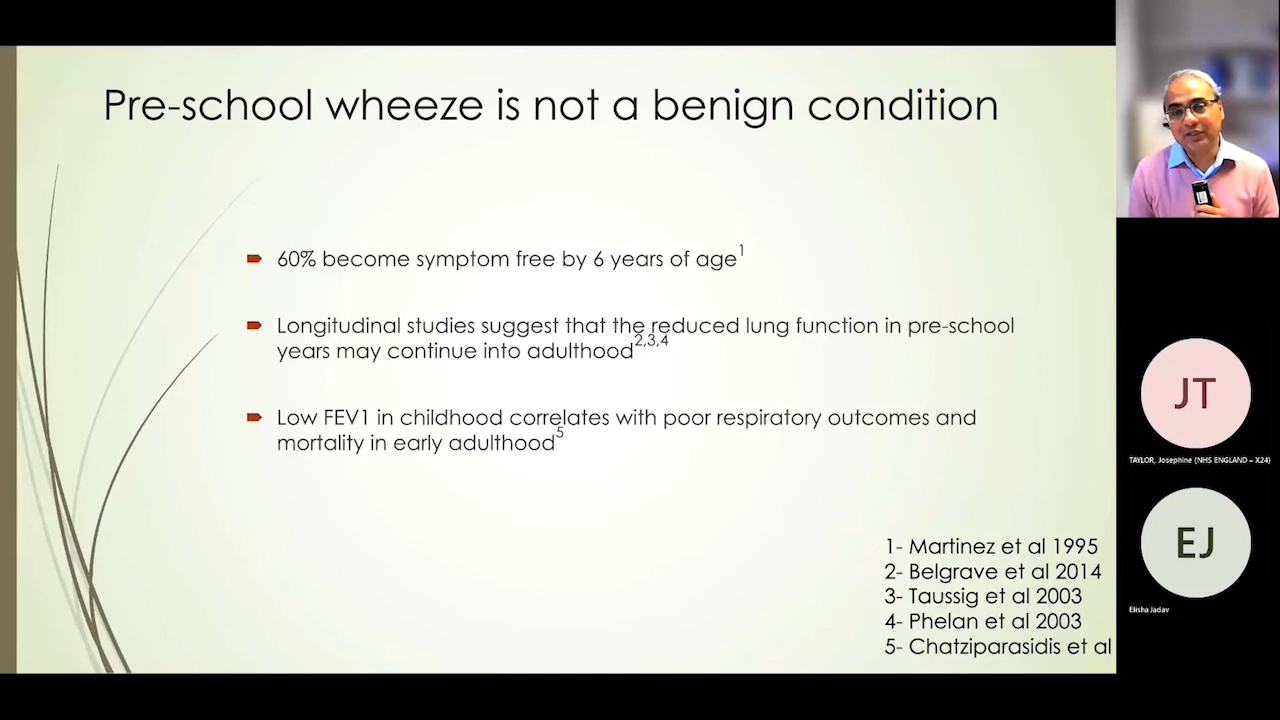 Pre-school wheeze is not a benign condition
60% become symptom free by 6 years of age1
Longitudinal studies suggest that the reduced lung function in pre-school
years may continue into adulthood2,3,4
Low FEV1 in childhood correlates with poor respiratory outcomes and
mortality in early adulthood5
1- Martinez et al 1995
2- Belgrave et al 2014
3- Taussig et al 2003
4- Phelan et al 2003
5- Chatziparasidis et al
JT
TAYLOR, Josephine (NHS ENGLAND – X24)
EJ
Elisha Jadav